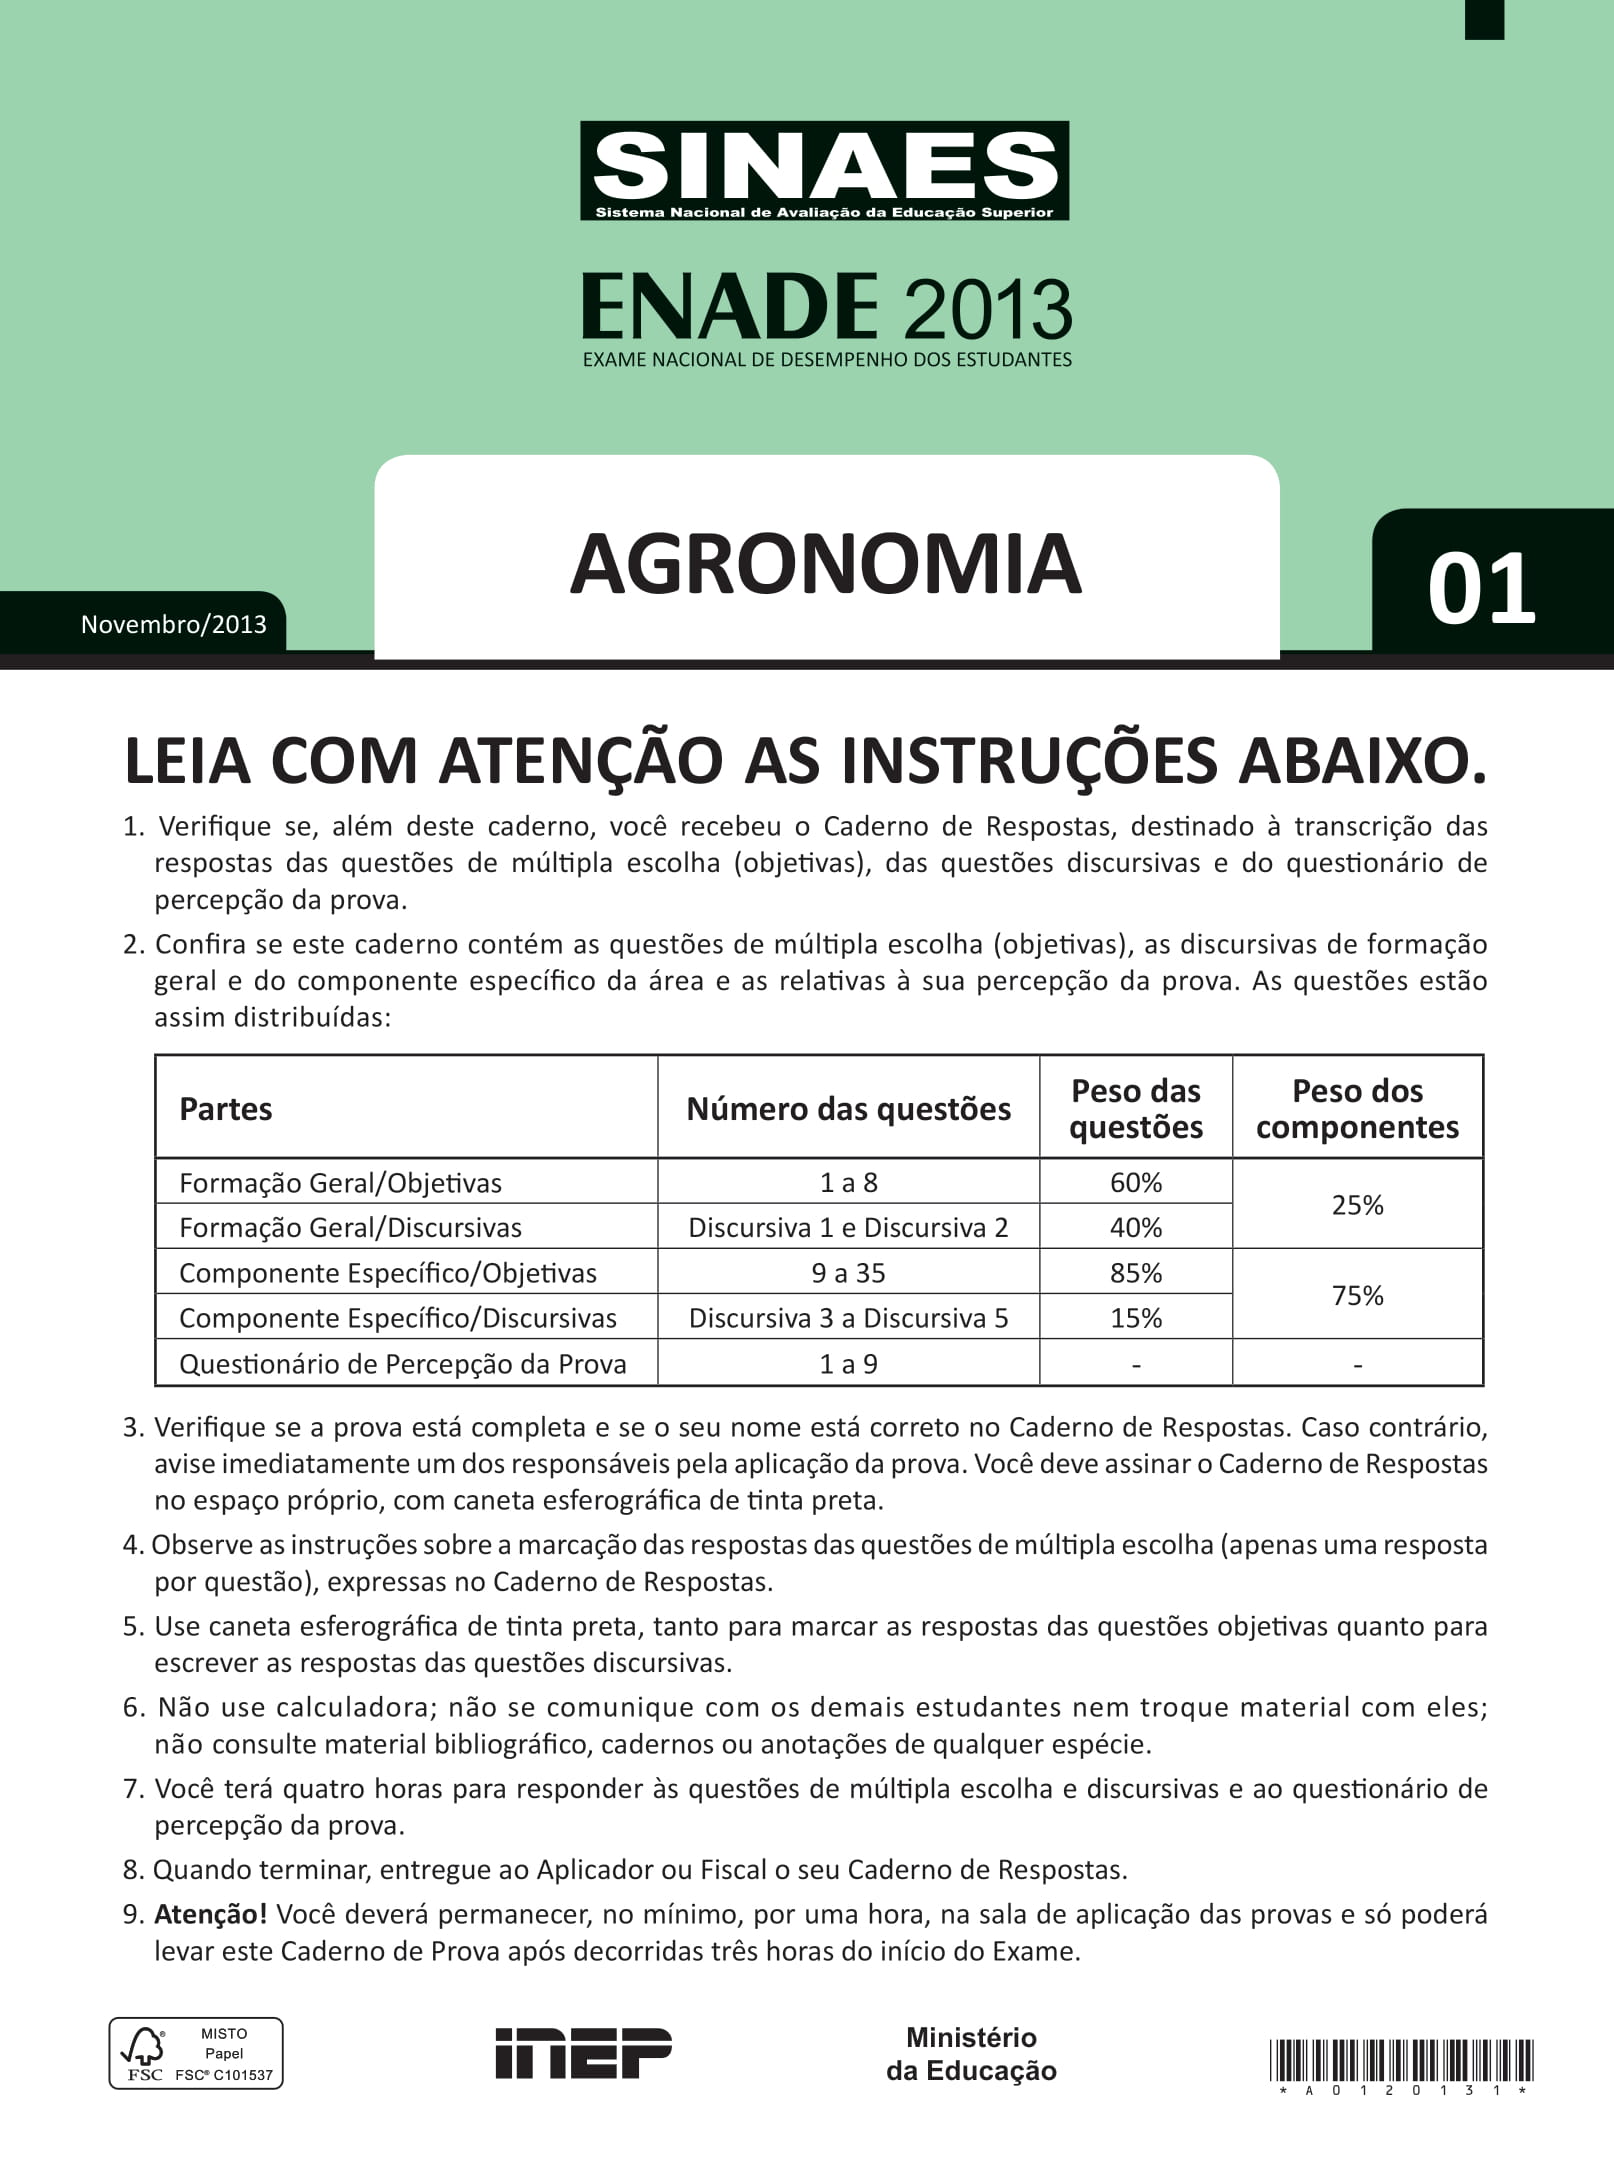 SINAES
Sistema Nacional de Avaliação da Educação Superior
ENADE 2013
EXAME NACIONAL DE DESEMPENHO DOS ESTUDANTES
AGRONOMIA
01
Novembro/2013
LEIA COM ATENÇÃO AS INSTRUÇÕES ABAIXO.
1. Verifique se, além deste caderno, você recebeu o Caderno de Respostas, destinado à transcrição das
respostas das questões de múltipla escolha (objetivas), das questões discursivas e do questionário de
percepção da prova.
2. Confira se este caderno contém as questões de múltipla escolha (objetivas), as discursivas de formação
geral e do componente específico da área e as relativas à sua percepção da prova. As questões estão
assim distribuídas:
Partes Número das questões Peso das questões Peso dos componentes
Formação Geral/Objetivas 1 a 8 60% 25%
Formação Geral/Discursivas Discursiva 1 e Discursiva 2 40%
Componente Específico/Objetivas 9 a 35 85% 75%
Componente Específico/Discursivas Discursiva 3 a Discursiva 5 15%
Questionário de Percepção da Prova 1 a 9 - -
3. Verifique se a prova está completa e se o seu nome está correto no Caderno de Respostas. Caso contrário,
avise imediatamente um dos responsáveis pela aplicação da prova. Você deve assinar o Caderno de Respostas
no espaço próprio, com caneta esferográfica de tinta preta.
4. Observe as instruções sobre a marcação das respostas das questões de múltipla escolha (apenas uma resposta
por questão), expressas no Caderno de Respostas.
5. Use caneta esferográfica de tinta preta, tanto para marcar as respostas das questões objetivas quanto para
escrever as respostas das questões discursivas.
6. Não use calculadora; não se comunique com os demais estudantes nem troque material com eles;
não consulte material bibliográfico, cadernos ou anotações de qualquer espécie.
7. Você terá quatro horas para responder às questões de múltipla escolha e discursivas e ao questionário de
percepção da prova.
8. Quando terminar, entregue ao Aplicador ou Fiscal o seu Caderno de Respostas.
9. Atenção! Você deverá permanecer, no mínimo, por uma hora, na sala de aplicação das provas e só poderá
levar este Caderno de Prova após decorridas três horas do início do Exame.
FSC®
MISTO
Papel
FSC® C101537
INEP
Ministério
da Educação
*A0120131*